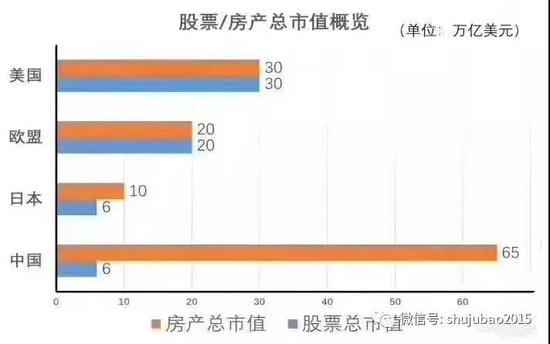 股票/房产总市值概览 （单位：万亿美元）
美国 30
30
欧盟 20
20
日本 10
6
中国 65
6
0 10 20 30 40 50 60
房产总市值 股票总市值
微信号: shujubao2015